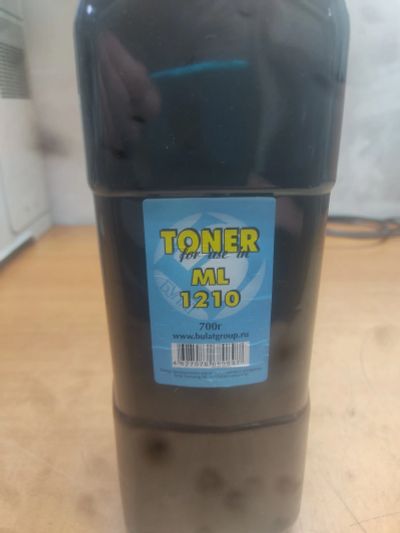 TONER
for use in
ML
1210
700г
www.bulatgroup.ru